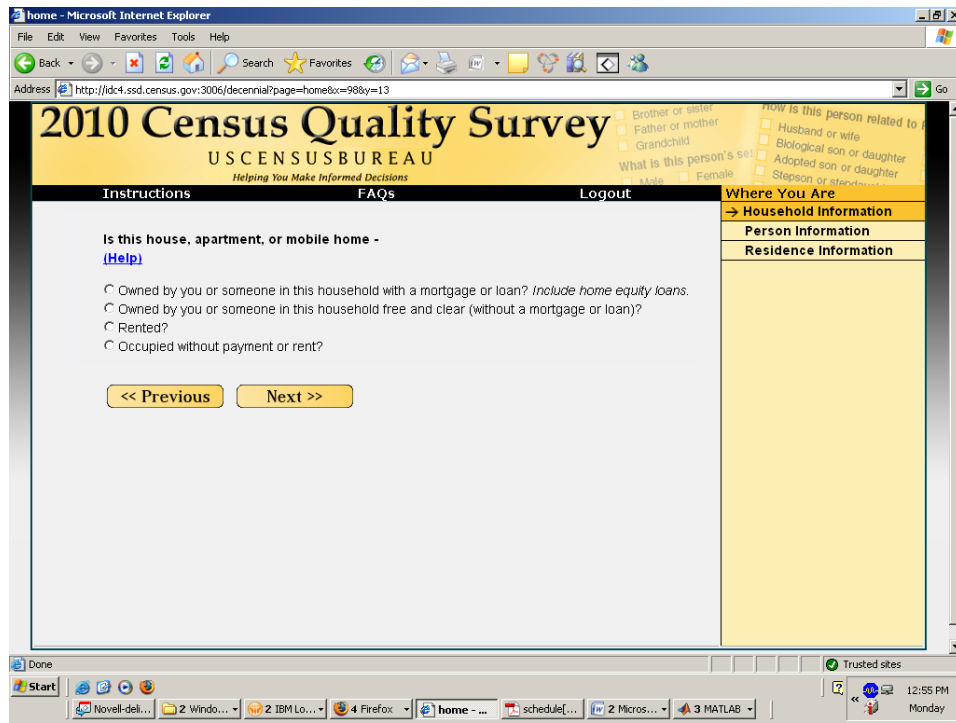 home - Microsoft Internet Explorer
File Edit View Favorites Tools Help
Back Search Favorites
Address http://idc4.ssd.census.gov:3006/decennial?page=home&x=98&y=13 Go
2010 Census Quality Survey
USCENSUSBUREAU
Helping You Make Informed Decisions
Brother or sister
Father or mother
Grandchild
What is this person's sex
Male Female
How is this person related to
Husband or wife
Biological son or daughter
Adopted son or daughter
Stepson or stepdaughter
Instructions FAQs Logout
Where You Are
→ Household Information
Person Information
Residence Information
Is this house, apartment, or mobile home -
(Help)
Owned by you or someone in this household with a mortgage or loan? Include home equity loans.
Owned by you or someone in this household free and clear (without a mortgage or loan)?
Rented?
Occupied without payment or rent?
<< Previous Next >>
Done Trusted sites
Start
Novell-deli... 2 Windo... 2 IBM Lo... 4 Firefox home - ... schedule[... 2 Micros... 3 MATLAB
« 12:55 PM
Monday